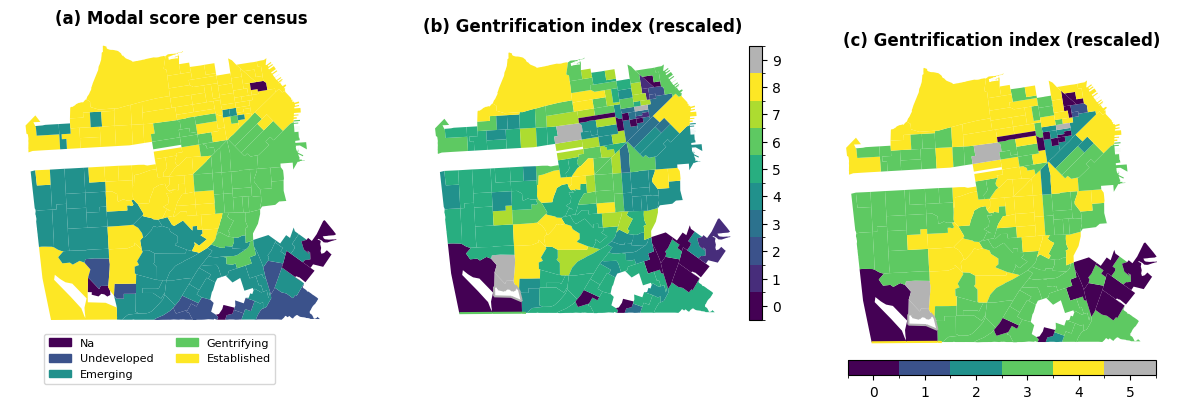 (a) Modal score per census
(b) Gentrification index (rescaled)
(c) Gentrification index (rescaled)
9
8
7
6
5
4
3
2
1
0
Na
Undeveloped
Emerging
Gentrifying
Established
0 1 2 3 4 5